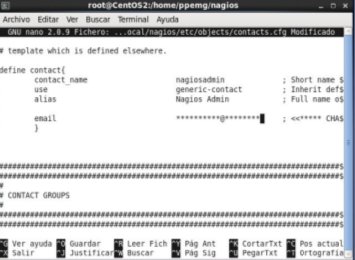 root@CentOS2:/home/ppemg/nagios
Archivo Editar Ver Buscar Terminal Ayuda
GNU nano 2.0.9 Fichero: ...ocal/nagios/etc/objects/contacts.cfg Modificado
# template which is defined elsewhere.
define contact{
contact_name nagiosadmin ; Short name $
use generic-contact ; Inherit def$
alias Nagios Admin ; Full name o$
email **********@******** ; <<***** CHA$
}
###############################################################################$
###############################################################################$
#
# CONTACT GROUPS
#
###############################################################################$
###############################################################################$
^G Ver ayuda ^O Guardar ^R Leer Fich ^Y Pág Ant ^K CortarTxt ^C Pos actual
^X Salir ^J Justificar ^W Buscar ^V Pág Sig ^U PegarTxt ^T Ortografía